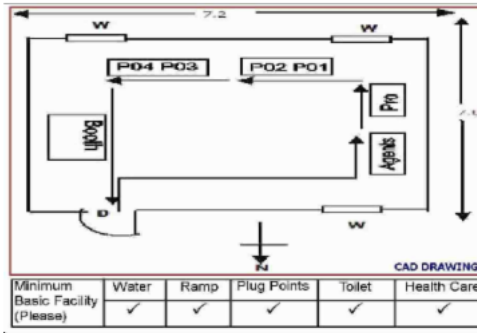 7.2
W
W
P04 P03
P02 P01
Pro
Booth
Agents
D
W
N
CAD DRAWING
Minimum Basic Facility (Please)
Water
Ramp
Plug Points
Toilet
Health Care
✓ ✓ ✓ ✓ ✓